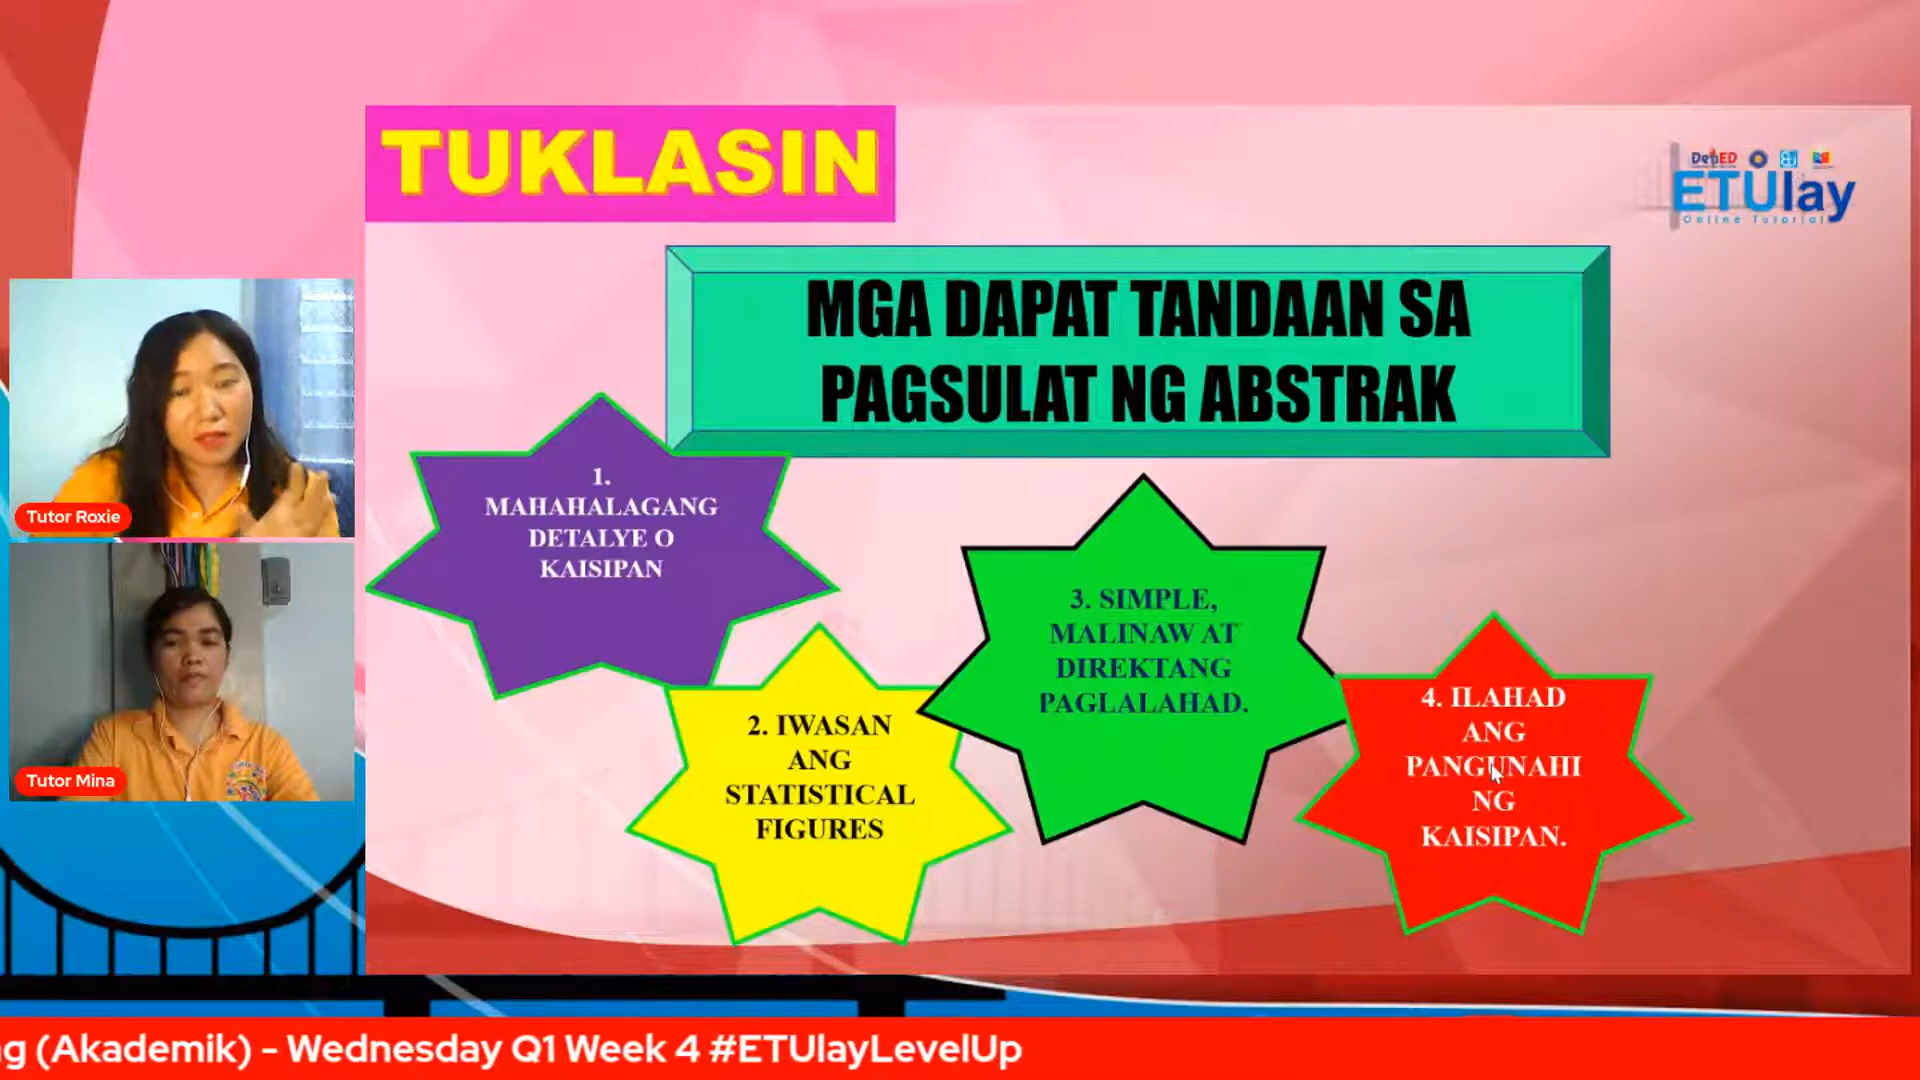 TUKLASIN
DepED
ETUlay
Online Tutorial
MGA DAPAT TANDAAN SA
PAGSULAT NG ABSTRAK
1.
MAHAHALAGANG
DETALYE O
KAISIPAN
2. IWASAN
ANG
STATISTICAL
FIGURES
3. SIMPLE,
MALINAW AT
DIREKTANG
PAGLALAHAD.
4. ILAHAD
ANG
PANGUNAHI
NG
KAISIPAN.
Tutor Roxie
Tutor Mina
g (Akademik) - Wednesday Q1 Week 4 #ETUlayLevelUp